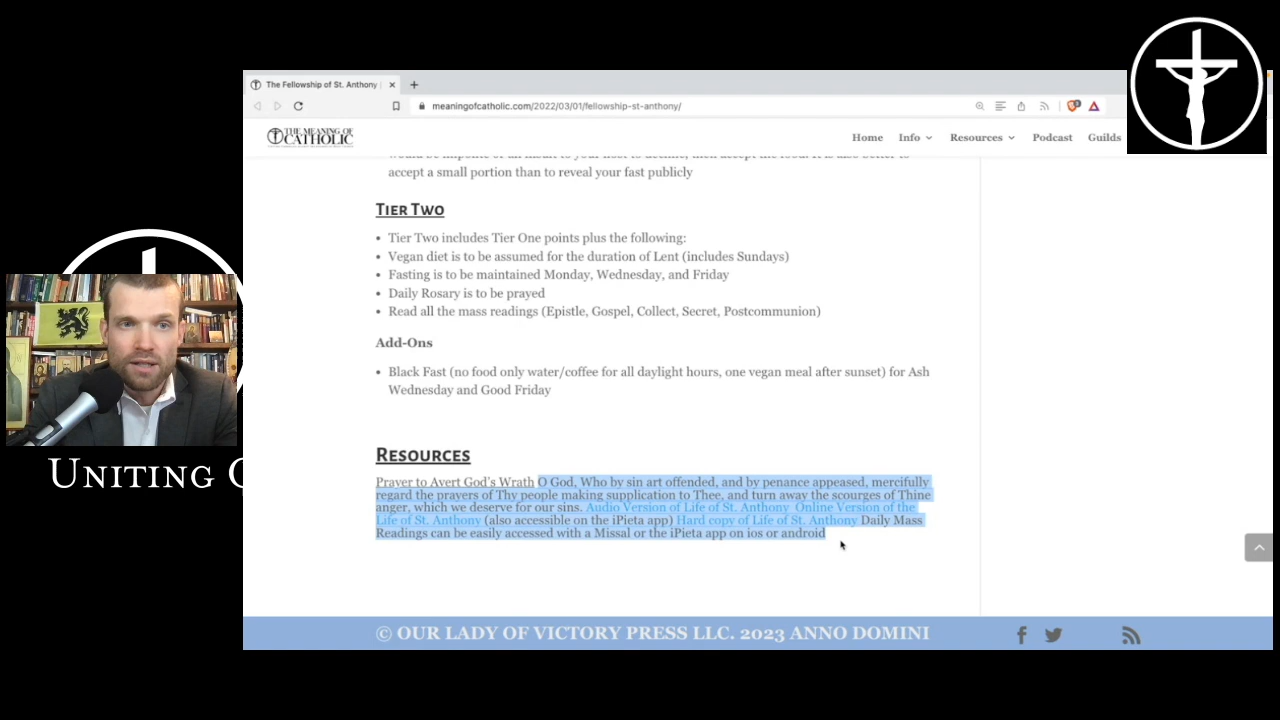 The Fellowship of St. Anthony
meaningofcatholic.com/2022/03/01/fellowship-st-anthony/
THE MEANING OF
CATHOLIC
Home
Info
Resources
Podcast
Guilds
accept a small portion than to reveal your fast publicly
TIER TWO
• Tier Two includes Tier One points plus the following:
• Vegan diet is to be assumed for the duration of Lent (includes Sundays)
• Fasting is to be maintained Monday, Wednesday, and Friday
• Daily Rosary is to be prayed
• Read all the mass readings (Epistle, Gospel, Collect, Secret, Postcommunion)
Add-Ons
• Black Fast (no food only water/coffee for all daylight hours, one vegan meal after sunset) for Ash
Wednesday and Good Friday
RESOURCES
Prayer to Avert God's Wrath O God, Who by sin art offended, and by penance appeased, mercifully
regard the prayers of Thy people making supplication to Thee, and turn away the scourges of Thine
anger, which we deserve for our sins. Audio Version of Life of St. Anthony Online Version of the
Life of St. Anthony (also accessible on the iPieta app) Hard copy of Life of St. Anthony Daily Mass
Readings can be easily accessed with a Missal or the iPieta app on ios or android
© OUR LADY OF VICTORY PRESS LLC. 2023 ANNO DOMINI
UNITING